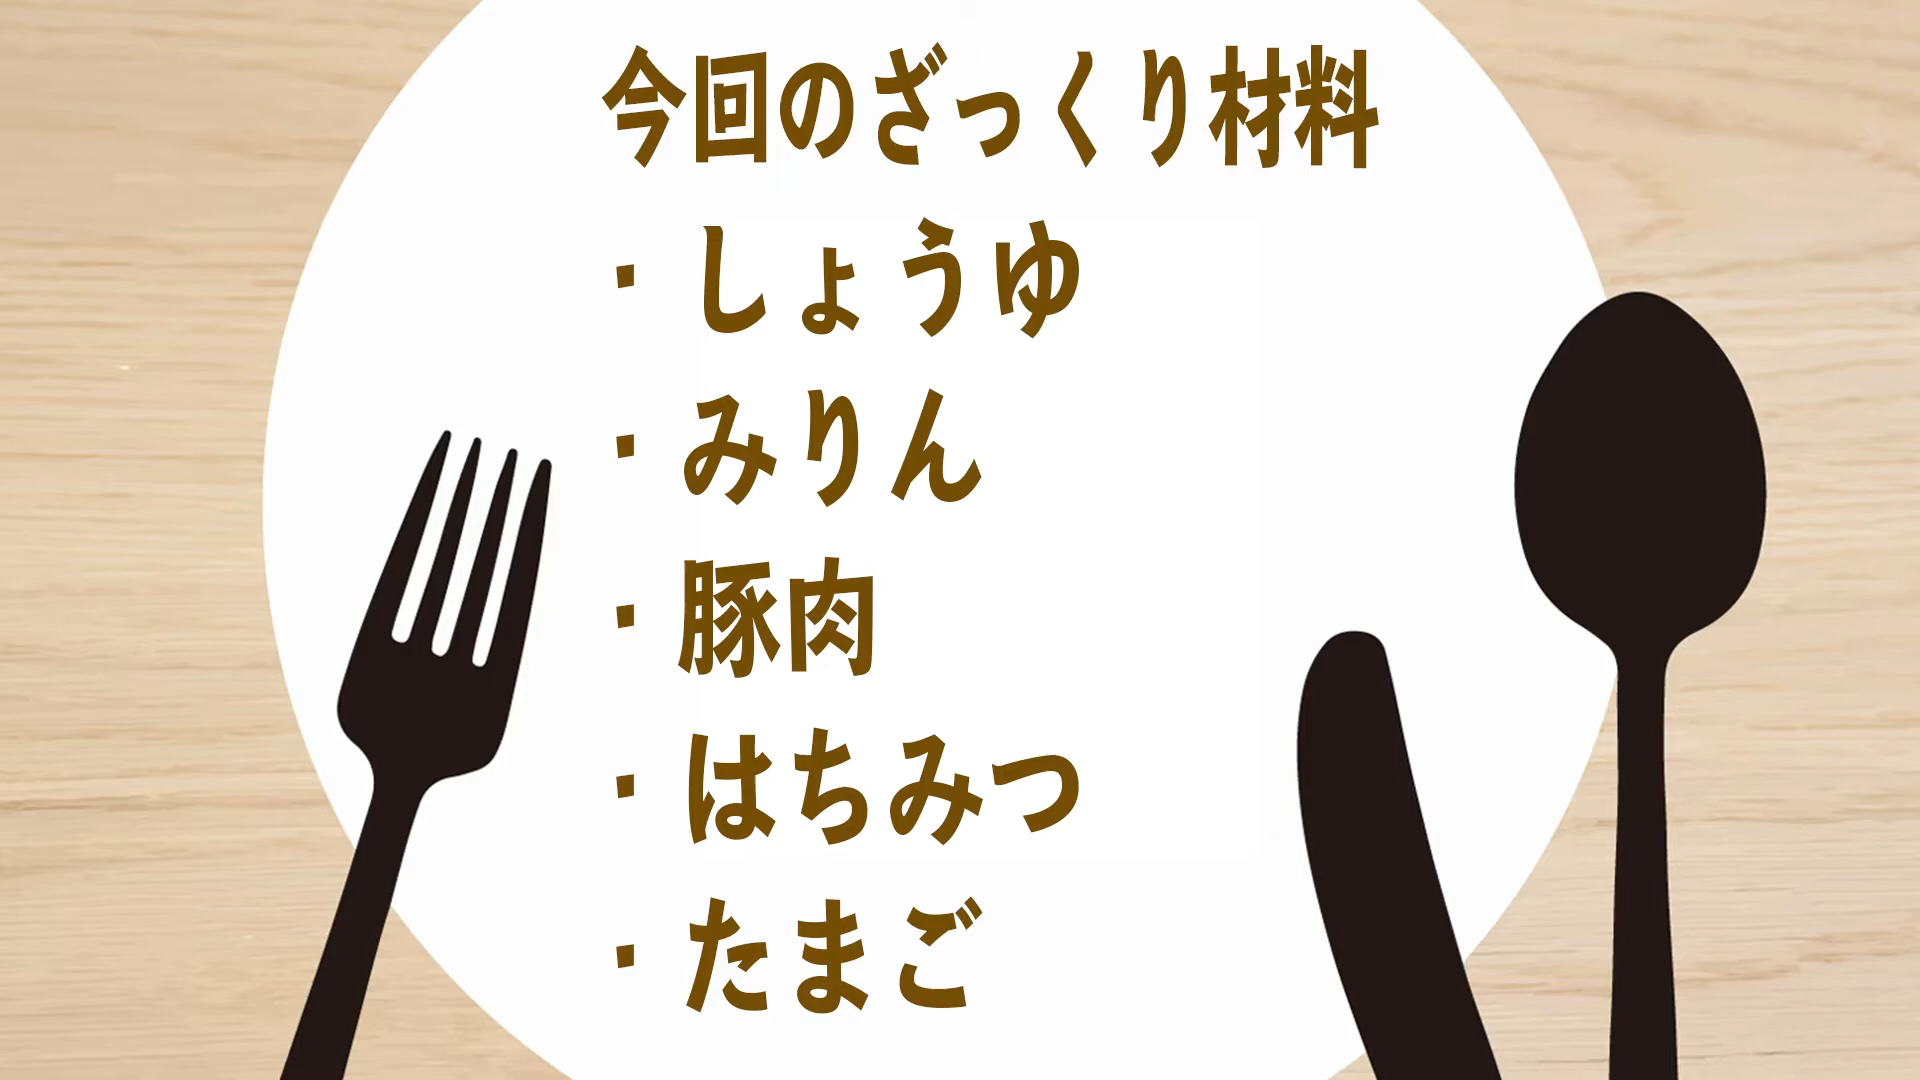 今回のざっくり材料
・しょうゆ
・みりん
・豚肉
・はちみつ
・たまご